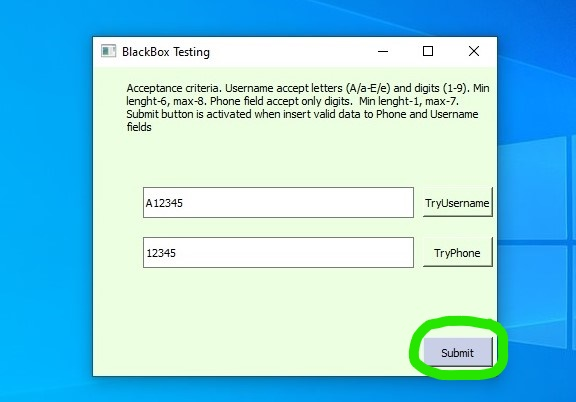 BlackBox Testing
Acceptance criteria. Username accept letters (A/a-E/e) and digits (1-9). Min
lenght-6, max-8. Phone field accept only digits.  Min lenght-1, max-7.
Submit button is activated when insert valid data to Phone and Username
fields
A12345
TryUsername
12345
TryPhone
Submit